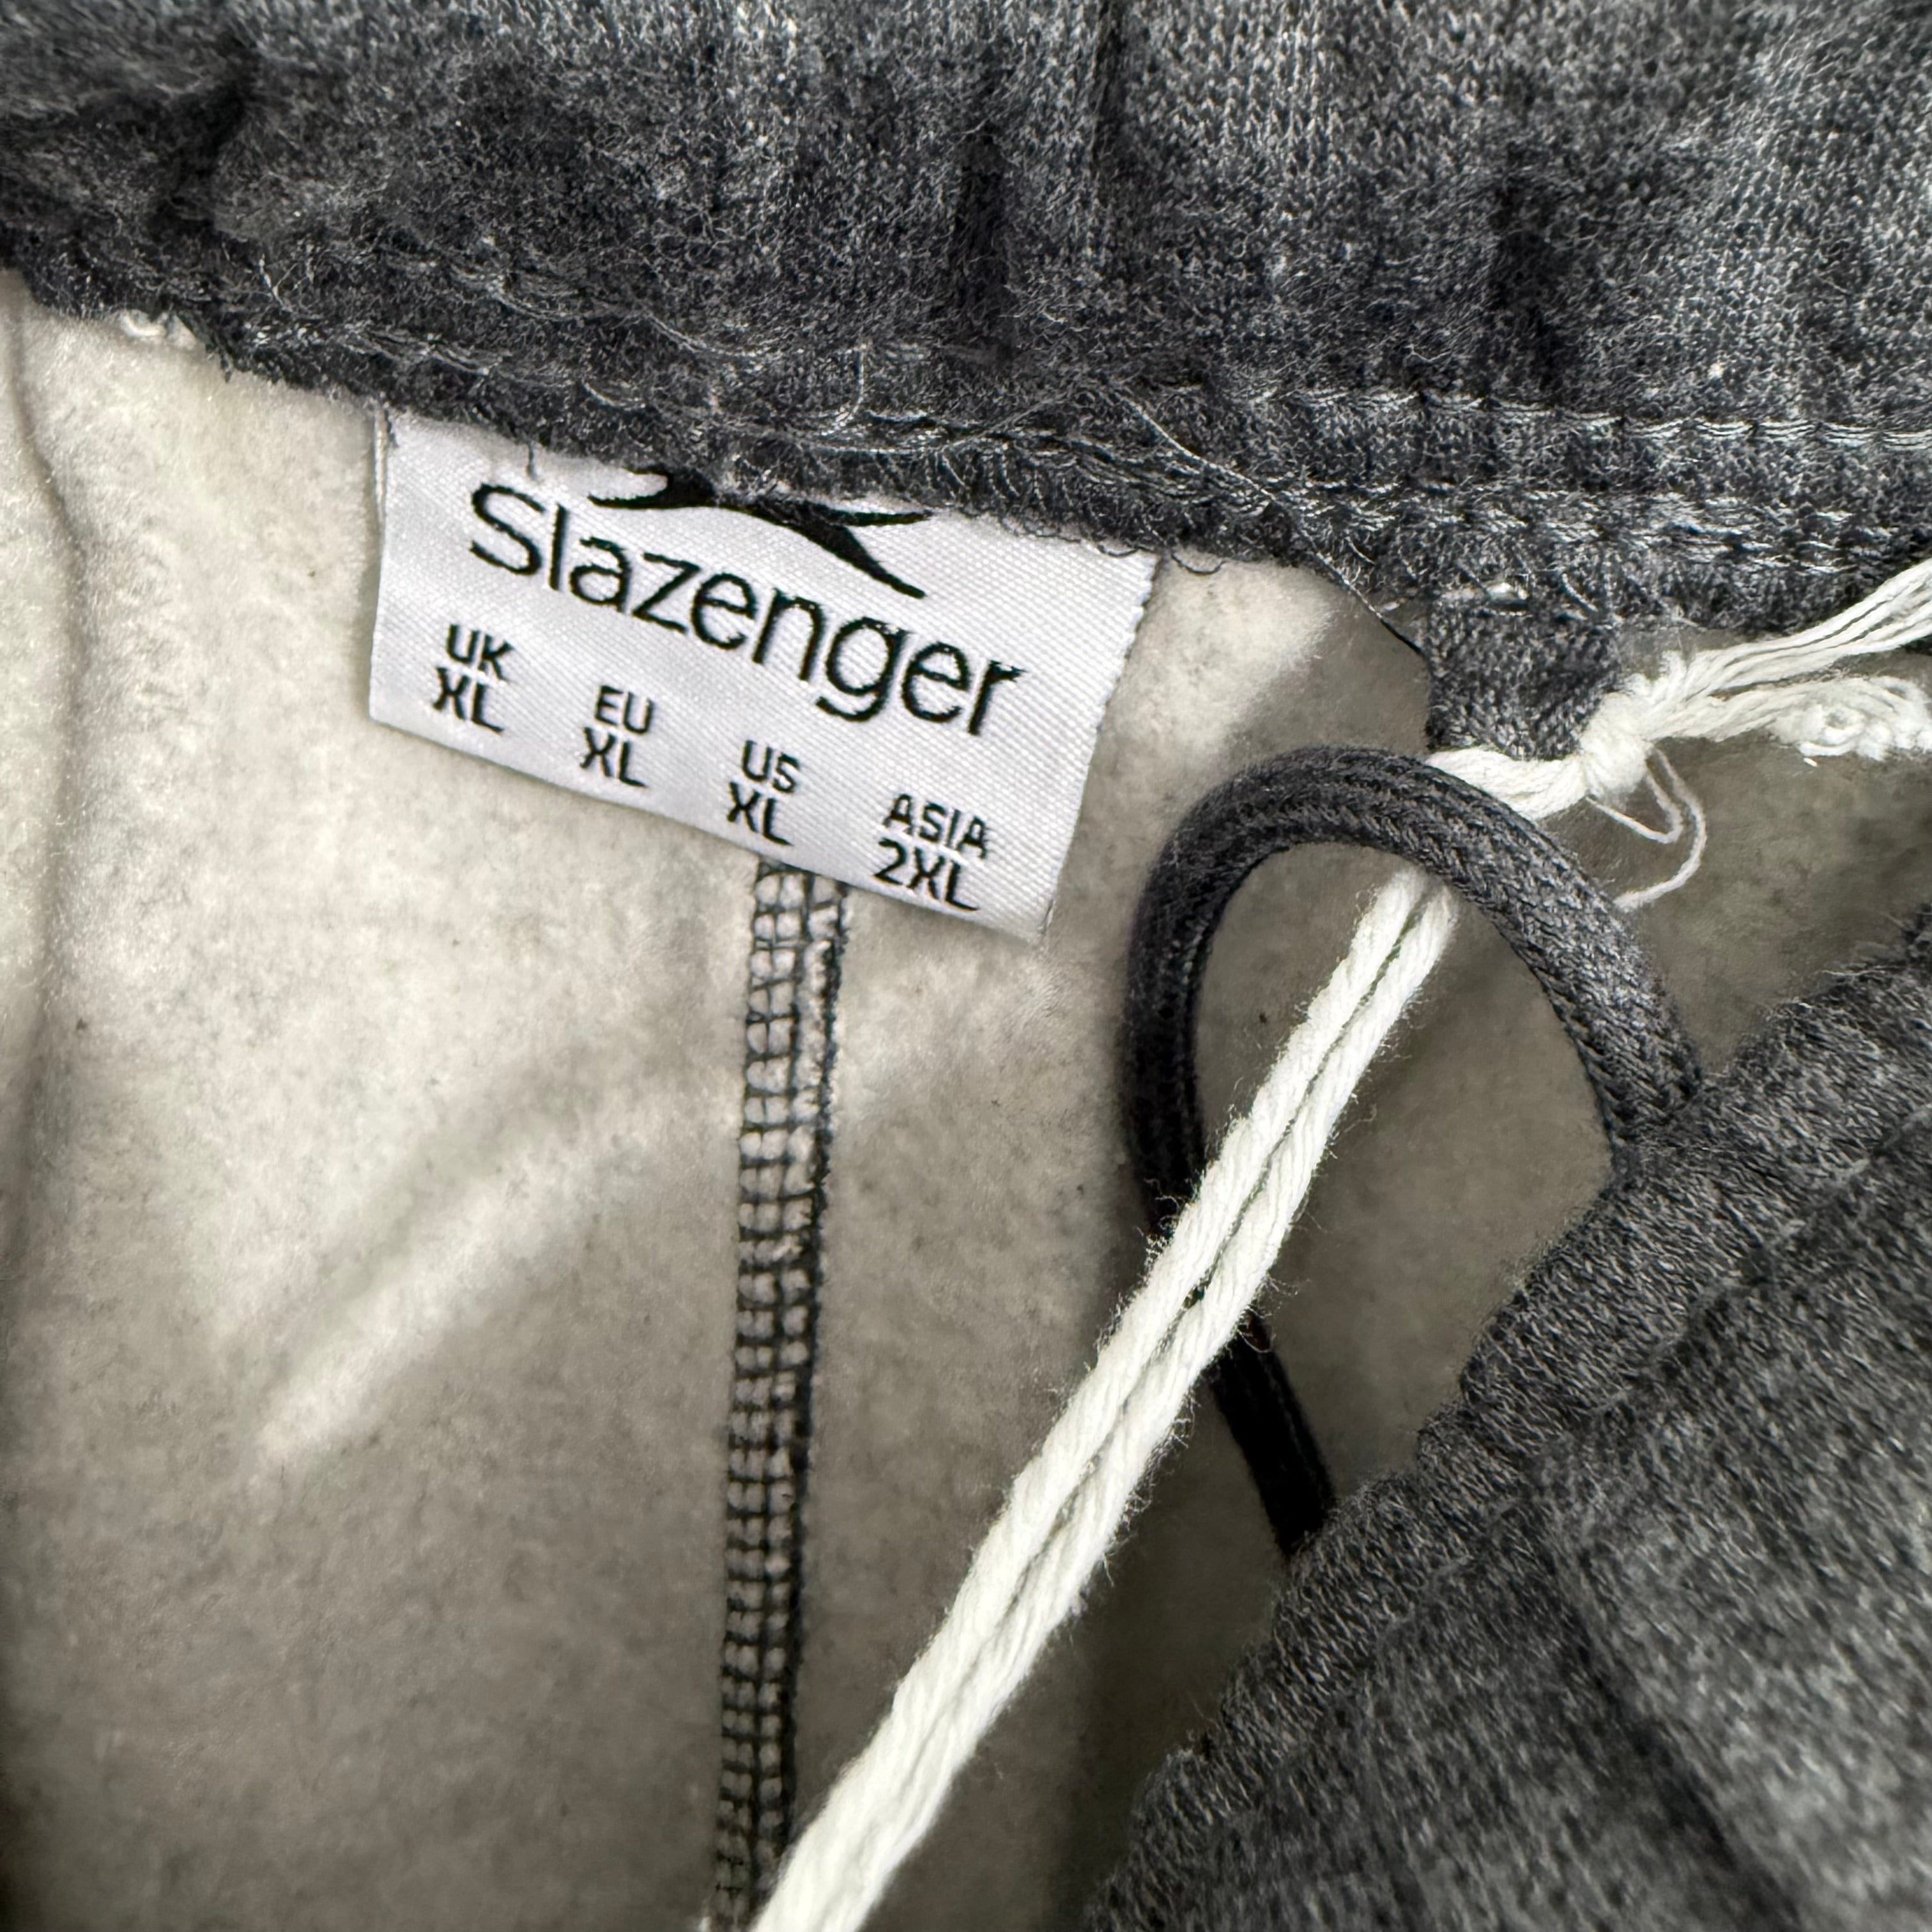 Slazenger
UK EU US ASIA
XL XL XL 2XL